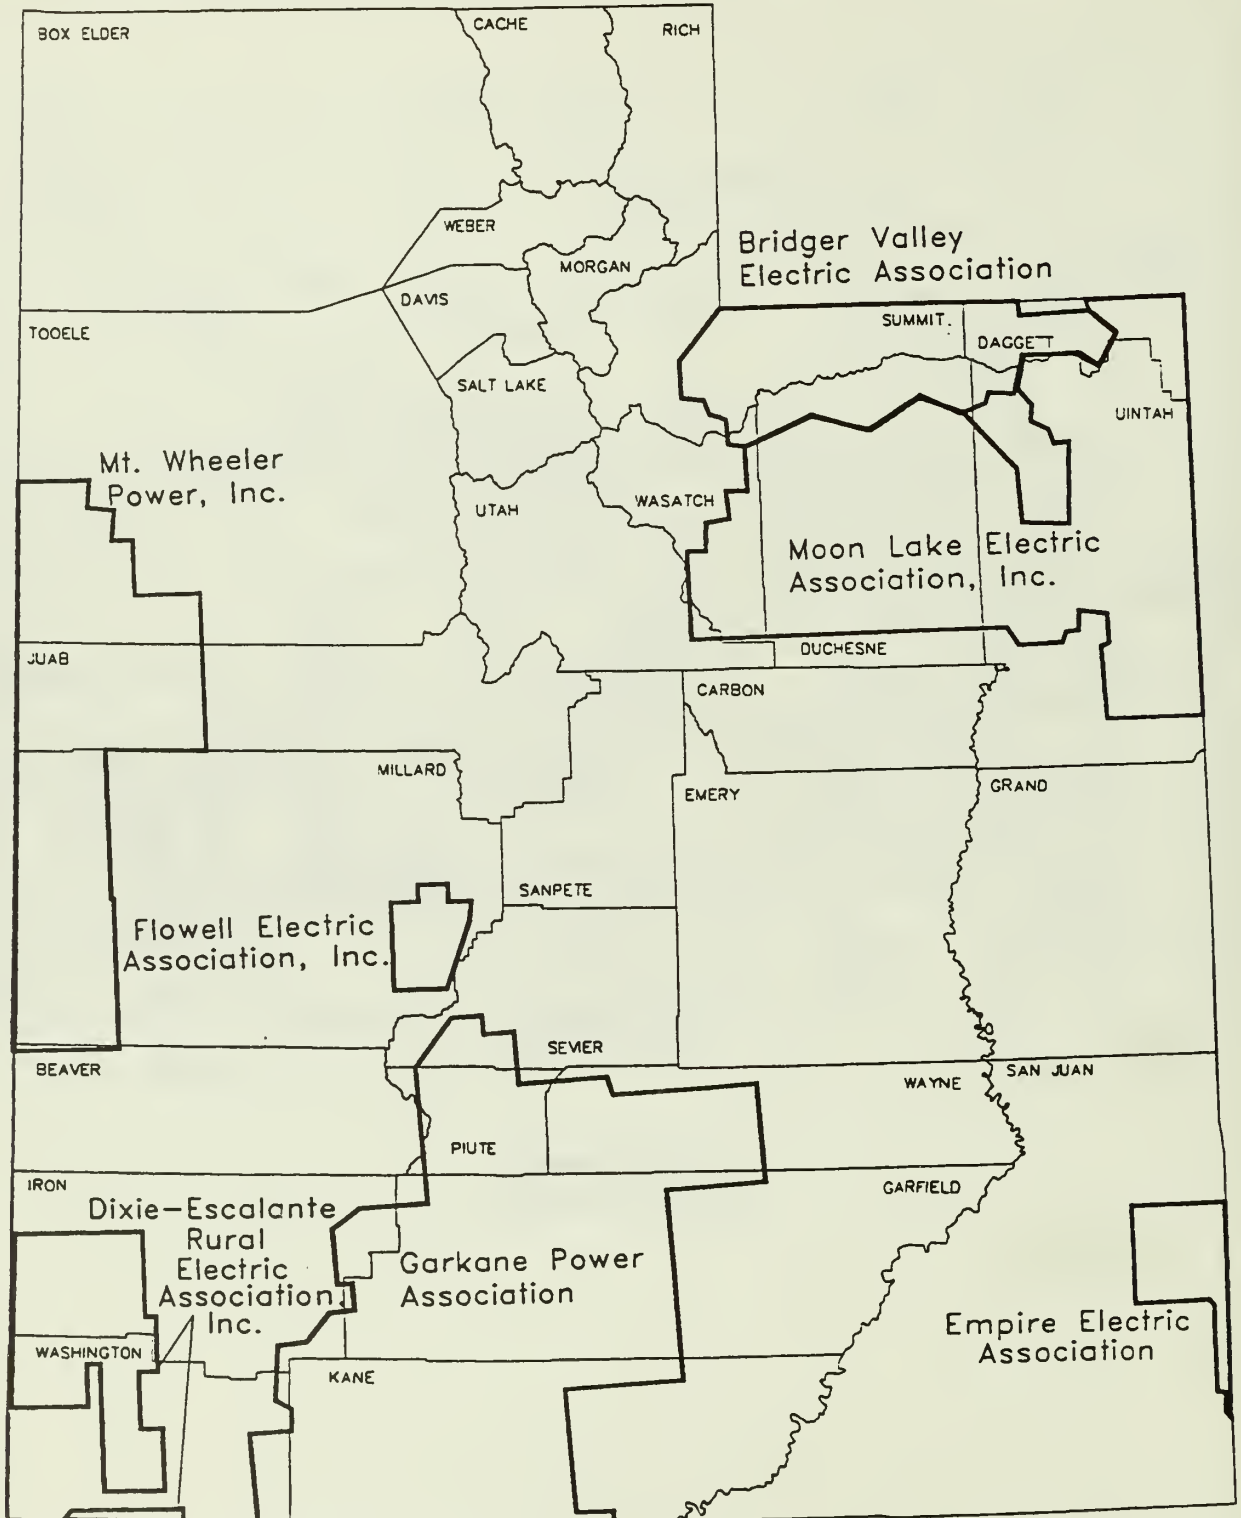 BOX ELDER
CACHE
RICH
WEBER
MORGAN
DAVIS
Bridger Valley
Electric Association
TOOELE
SUMMIT
DAGGETT
SALT LAKE
UINTAH
Mt. Wheeler
Power, Inc.
UTAH
WASATCH
Moon Lake Electric
Association, Inc.
JUAB
DUCHESNE
CARBON
MILLARD
EMERY
GRAND
SANPETE
Flowell Electric
Association, Inc.
SEVIER
BEAVER
WAYNE
SAN JUAN
PIUTE
IRON
GARFIELD
Dixie-Escalante
Rural
Electric
Association,
Inc.
Garkane Power
Association
Empire Electric
Association
WASHINGTON
KANE